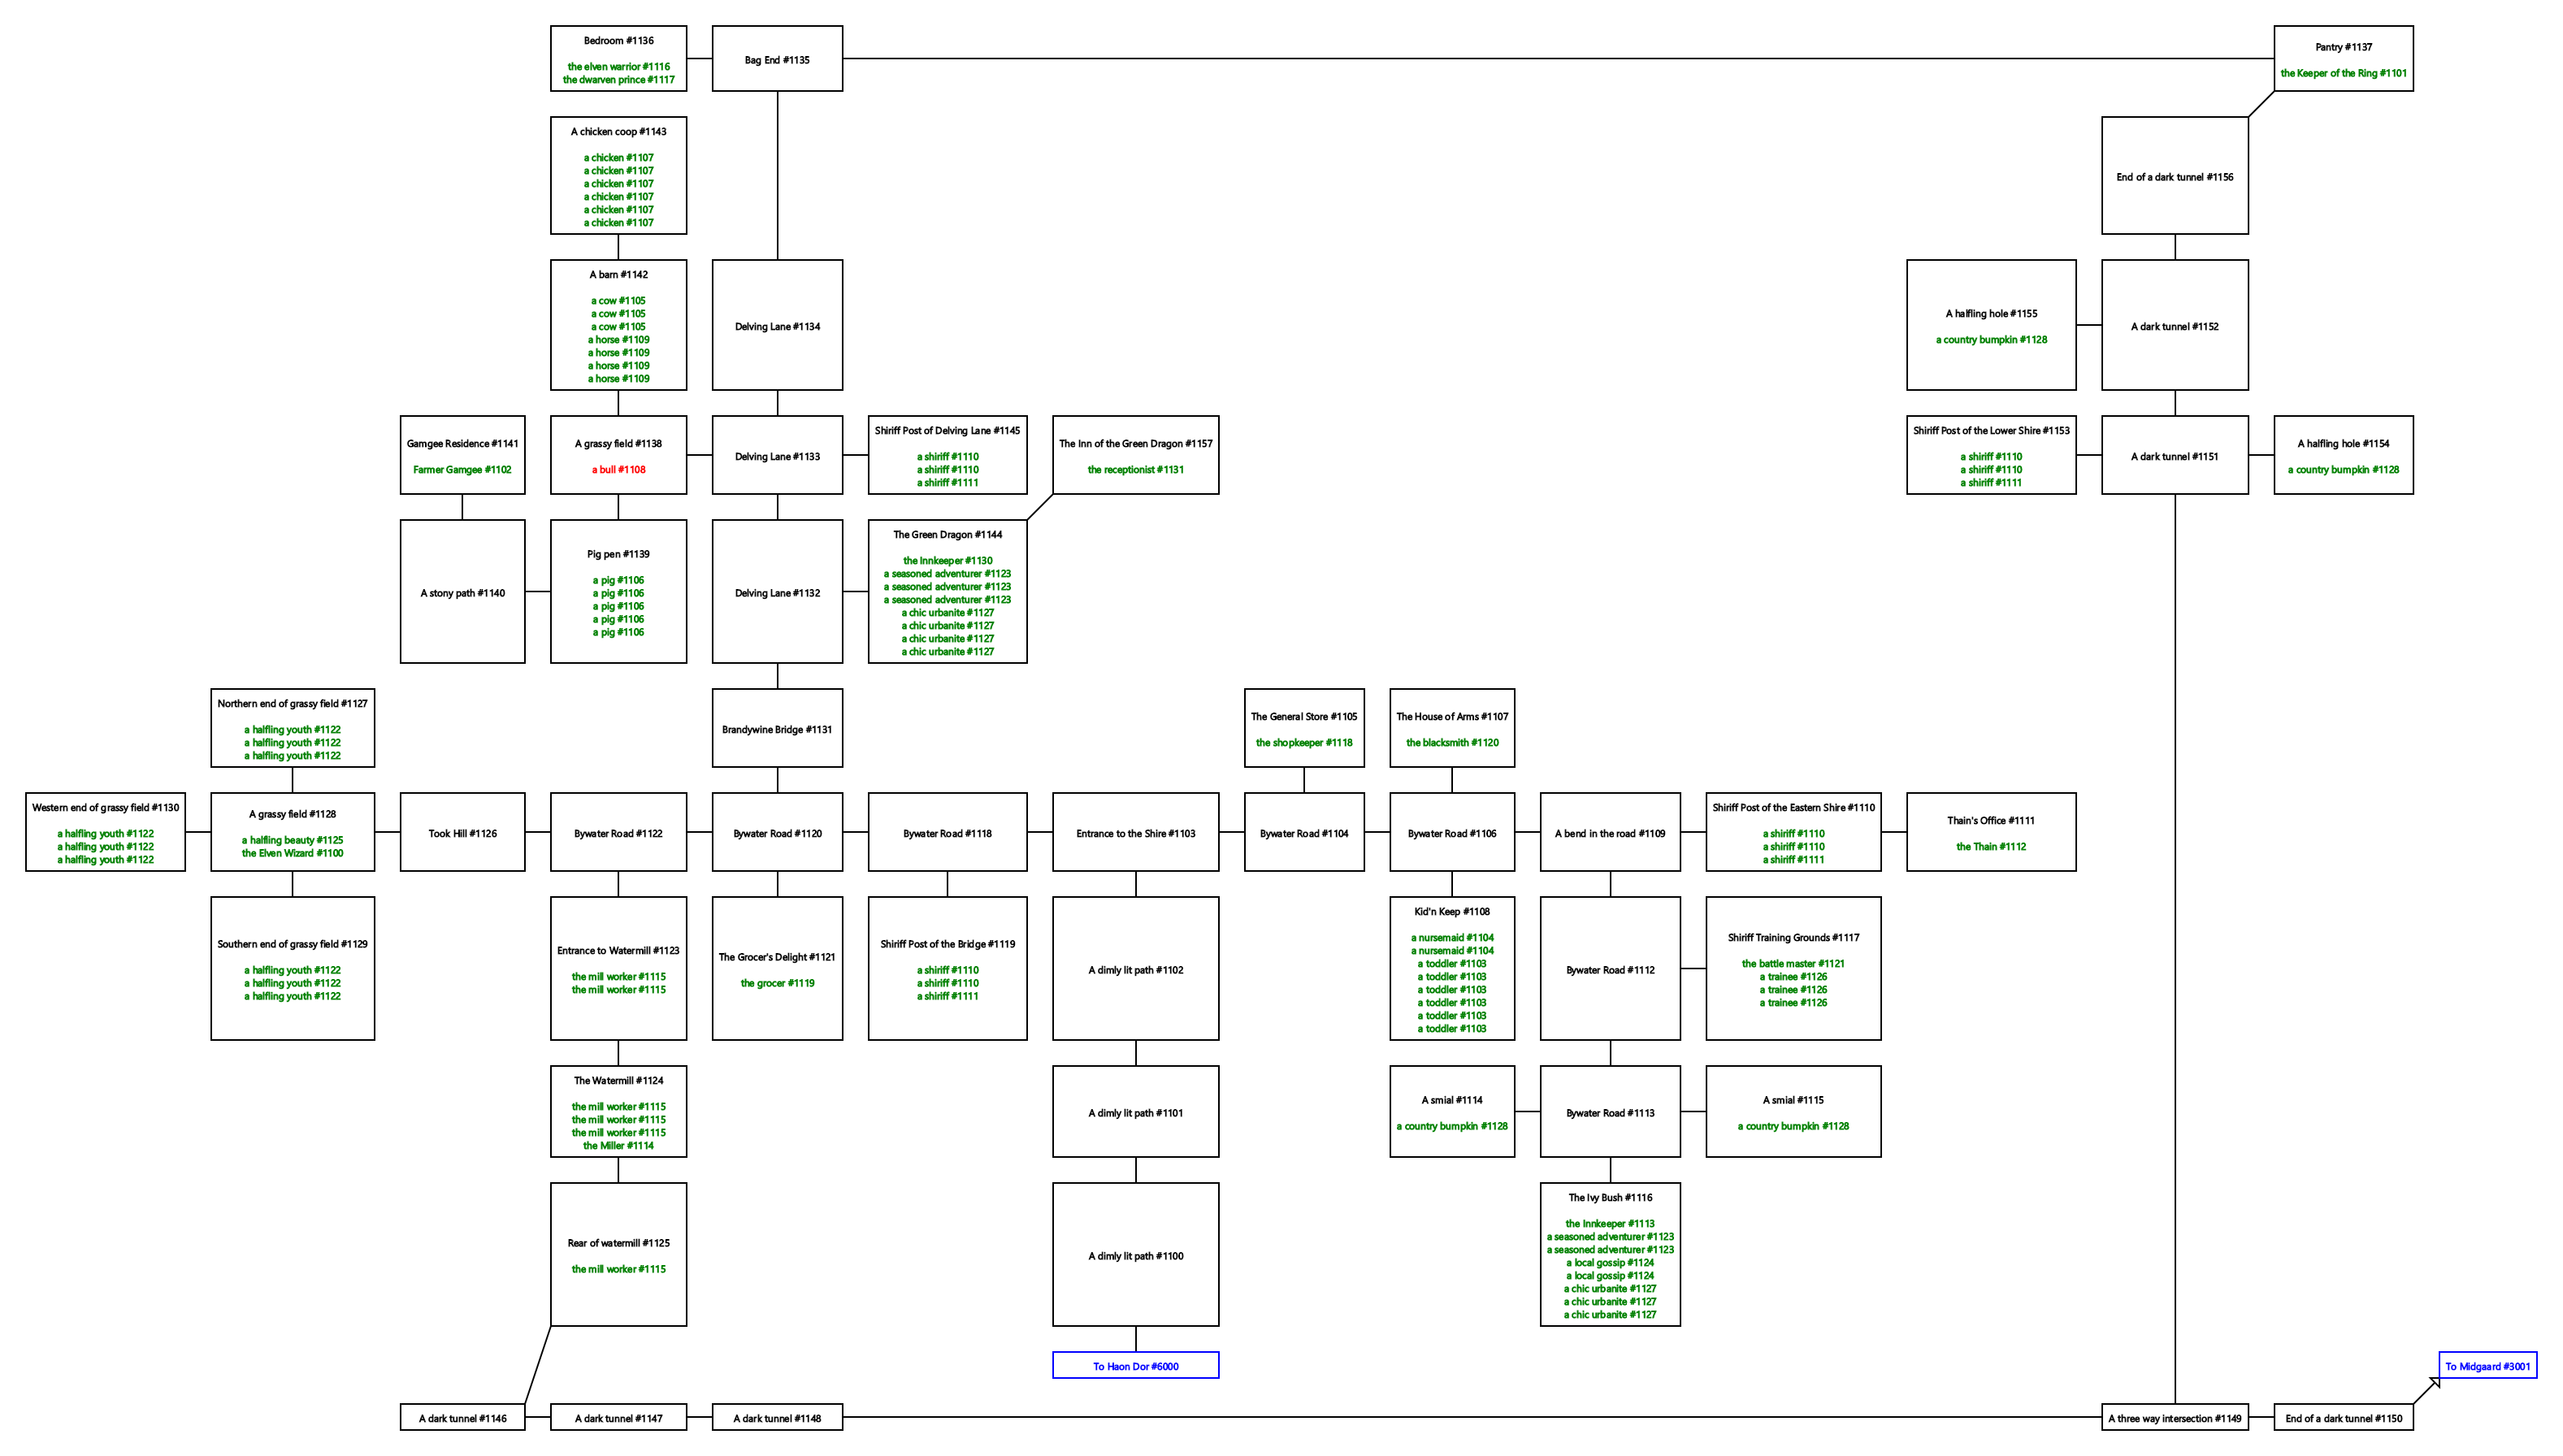 Bedroom #1136
the elven warrior #1116
the dwarven prince #1117
Bag End #1135
Pantry #1137
the Keeper of the Ring #1101
A chicken coop #1143
a chicken #1107
a chicken #1107
a chicken #1107
a chicken #1107
a chicken #1107
a chicken #1107
End of a dark tunnel #1156
A barn #1142
a cow #1105
a cow #1105
a cow #1105
a horse #1109
a horse #1109
a horse #1109
a horse #1109
Delving Lane #1134
A halfling hole #1155
a country bumpkin #1128
A dark tunnel #1152
Gamgee Residence #1141
Farmer Gamgee #1102
A grassy field #1138
a bull #1108
Delving Lane #1133
Shiriff Post of Delving Lane #1145
a shiriff #1110
a shiriff #1110
a shiriff #1111
The Inn of the Green Dragon #1157
the receptionist #1131
Shiriff Post of the Lower Shire #1153
a shiriff #1110
a shiriff #1110
a shiriff #1111
A dark tunnel #1151
A halfling hole #1154
a country bumpkin #1128
A stony path #1140
Pig pen #1139
a pig #1106
a pig #1106
a pig #1106
a pig #1106
a pig #1106
Delving Lane #1132
The Green Dragon #1144
the Innkeeper #1130
a seasoned adventurer #1123
a seasoned adventurer #1123
a seasoned adventurer #1123
a chic urbanite #1127
a chic urbanite #1127
a chic urbanite #1127
a chic urbanite #1127
Northern end of grassy field #1127
a halfling youth #1122
a halfling youth #1122
a halfling youth #1122
Brandywine Bridge #1131
The General Store #1105
the shopkeeper #1118
The House of Arms #1107
the blacksmith #1120
Western end of grassy field #1130
a halfling youth #1122
a halfling youth #1122
a halfling youth #1122
A grassy field #1128
a halfling beauty #1125
the Elven Wizard #1100
Took Hill #1126
Bywater Road #1122
Bywater Road #1120
Bywater Road #1118
Entrance to the Shire #1103
Bywater Road #1104
Bywater Road #1106
A bend in the road #1109
Shiriff Post of the Eastern Shire #1110
a shiriff #1110
a shiriff #1110
a shiriff #1111
Thain's Office #1111
the Thain #1112
Southern end of grassy field #1129
a halfling youth #1122
a halfling youth #1122
a halfling youth #1122
Entrance to Watermill #1123
the mill worker #1115
the mill worker #1115
The Grocer's Delight #1121
the grocer #1119
Shiriff Post of the Bridge #1119
a shiriff #1110
a shiriff #1110
a shiriff #1111
A dimly lit path #1102
Kid'n Keep #1108
a nursemaid #1104
a nursemaid #1104
a toddler #1103
a toddler #1103
a toddler #1103
a toddler #1103
a toddler #1103
a toddler #1103
Bywater Road #1112
Shiriff Training Grounds #1117
the battle master #1121
a trainee #1126
a trainee #1126
a trainee #1126
The Watermill #1124
the mill worker #1115
the mill worker #1115
the mill worker #1115
the Miller #1114
A dimly lit path #1101
A smial #1114
a country bumpkin #1128
Bywater Road #1113
A smial #1115
a country bumpkin #1128
Rear of watermill #1125
the mill worker #1115
A dimly lit path #1100
The Ivy Bush #1116
the Innkeeper #1113
a seasoned adventurer #1123
a seasoned adventurer #1123
a local gossip #1124
a local gossip #1124
a chic urbanite #1127
a chic urbanite #1127
a chic urbanite #1127
To Haon Dor #6000
To Midgaard #3001
A dark tunnel #1146
A dark tunnel #1147
A dark tunnel #1148
A three way intersection #1149
End of a dark tunnel #1150